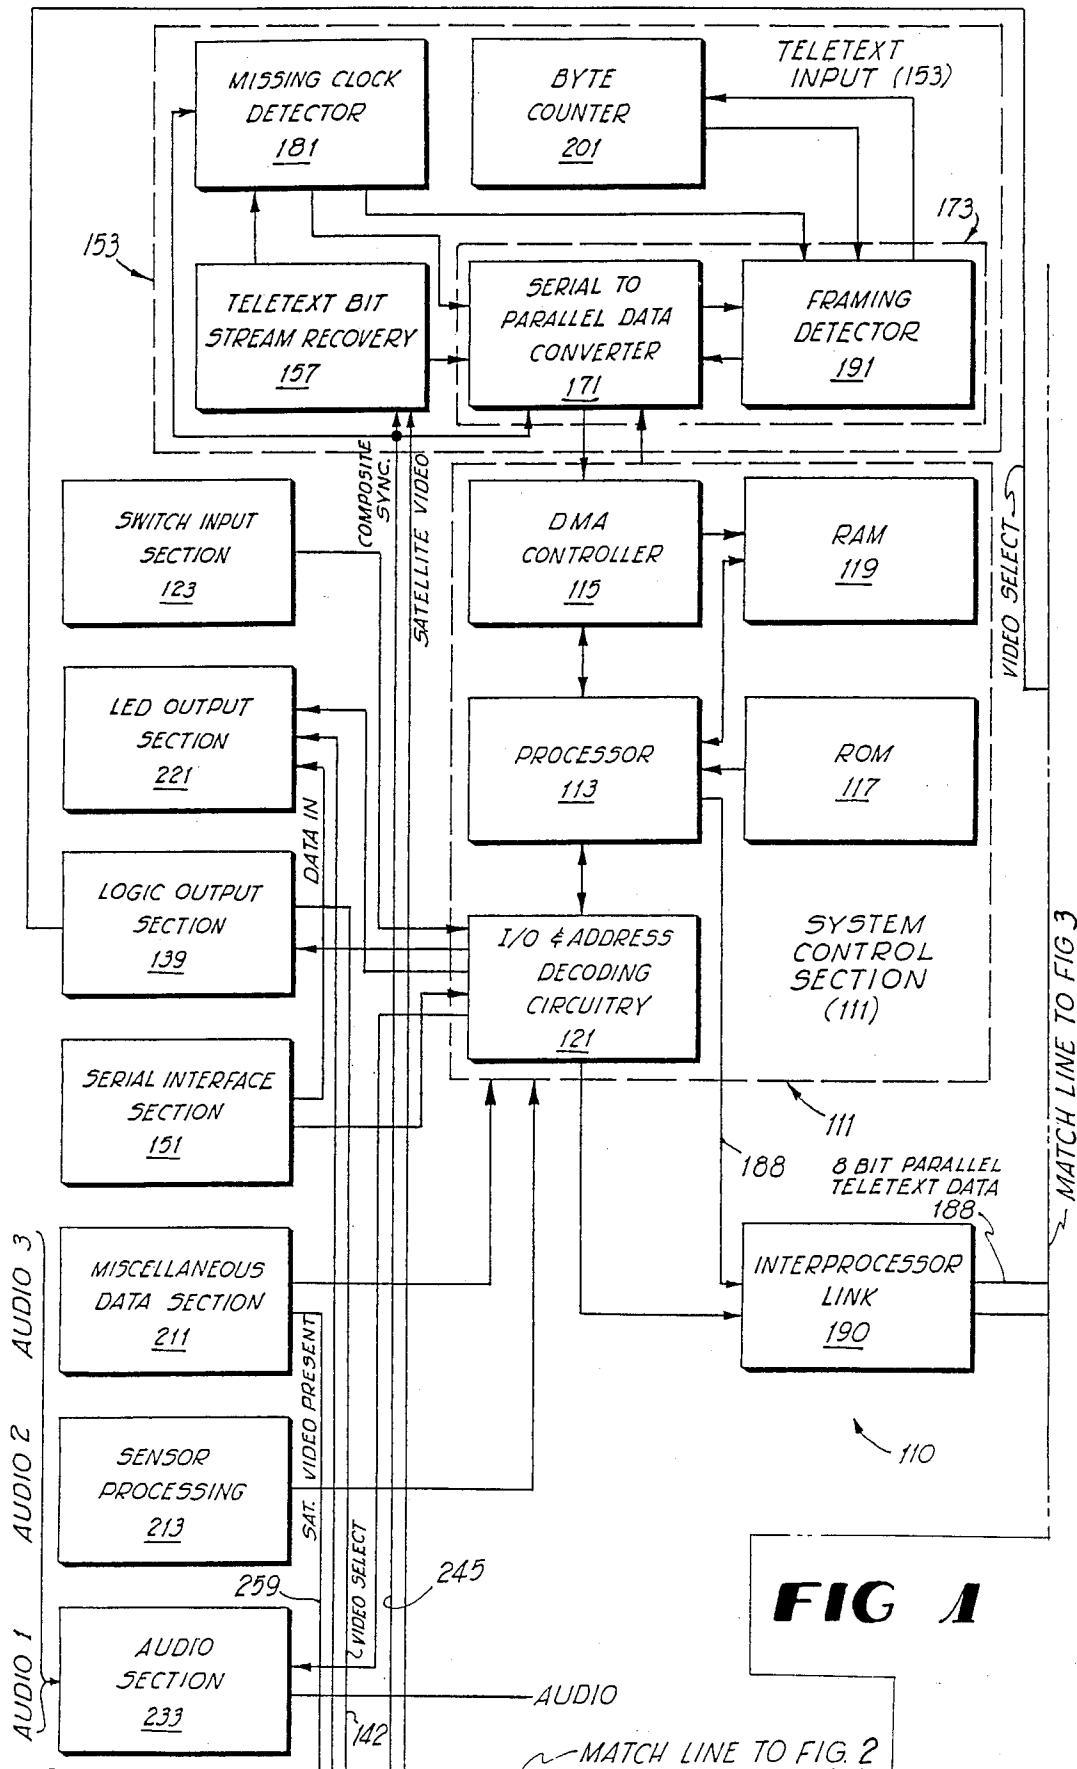 TELETEXT
INPUT (153)
MISSING CLOCK
DETECTOR
181
BYTE
COUNTER
201
153
173
TELETEXT BIT
STREAM RECOVERY
157
SERIAL TO
PARALLEL DATA
CONVERTER
171
FRAMING
DETECTOR
191
COMPOSITE
SYNC.
SATELLITE VIDEO
VIDEO SELECT
SWITCH INPUT
SECTION
123
DMA
CONTROLLER
115
RAM
119
LED OUTPUT
SECTION
221
PROCESSOR
113
ROM
117
DATA IN
LOGIC OUTPUT
SECTION
139
I/O & ADDRESS
DECODING
CIRCUITRY
121
SYSTEM
CONTROL
SECTION
(111)
MATCH LINE TO FIG 3
SERIAL INTERFACE
SECTION
151
111
188
8 BIT PARALLEL
TELETEXT DATA
188
MISCELLANEOUS
DATA SECTION
211
INTERPROCESSOR
LINK
190
SAT. VIDEO PRESENT
AUDIO 3
AUDIO 2
AUDIO 1
SENSOR
PROCESSING
213
110
259
VIDEO SELECT
245
FIG 1
AUDIO
SECTION
233
AUDIO
142
MATCH LINE TO FIG. 2